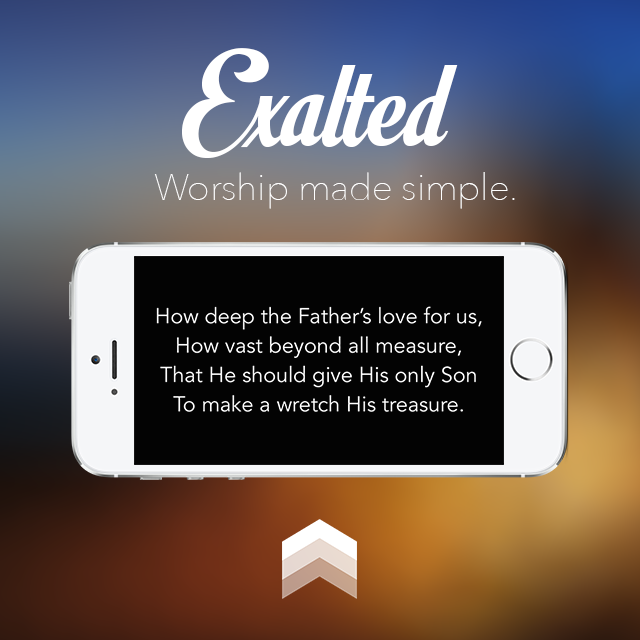 Exalted
Worship made simple.
How deep the Father’s love for us,
How vast beyond all measure,
That He should give His only Son
To make a wretch His treasure.